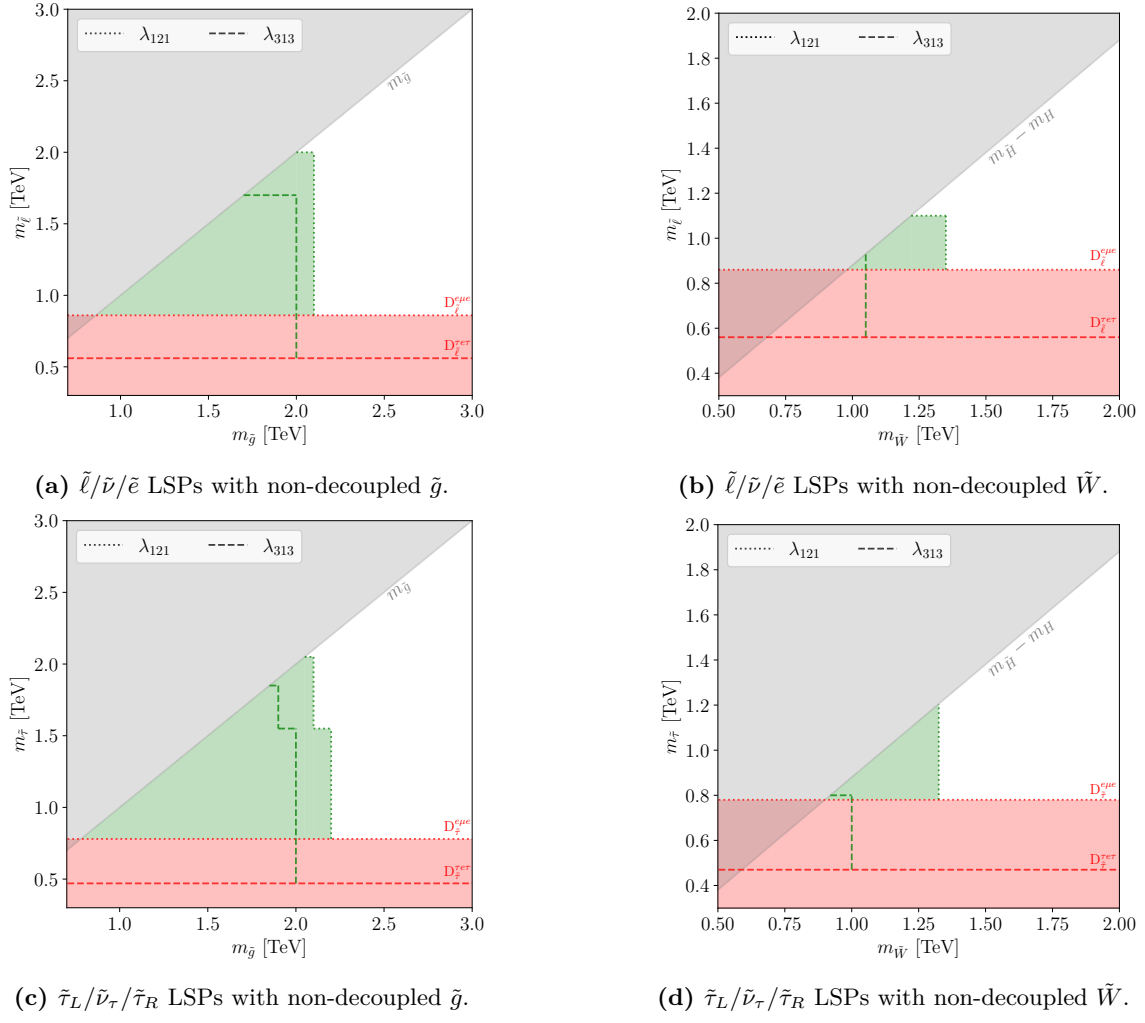 λ₁₂₁ λ₃₁₃
3.0
2.5
2.0
1.5
1.0
0.5
m_ℓ̃ [TeV]
m_g̃
D_ℓ̃^{eμe}
D_ℓ̃^{τeτ}
1.0 1.5 2.0 2.5 3.0
m_g̃ [TeV]
(a) ℓ̃/ν̃/ẽ LSPs with non-decoupled g̃.
λ₁₂₁ λ₃₁₃
2.0
1.8
1.6
1.4
1.2
1.0
0.8
0.6
0.4
m_ℓ̃ [TeV]
m_H̃ − m_H
D_ℓ̃^{eμe}
D_ℓ̃^{τeτ}
0.50 0.75 1.00 1.25 1.50 1.75 2.00
m_W̃ [TeV]
(b) ℓ̃/ν̃/ẽ LSPs with non-decoupled W̃.
λ₁₂₁ λ₃₁₃
3.0
2.5
2.0
1.5
1.0
0.5
m_τ̃ [TeV]
m_g̃
D_τ̃^{eμe}
D_τ̃^{τeτ}
1.0 1.5 2.0 2.5 3.0
m_g̃ [TeV]
(c) τ̃_L/ν̃_τ/τ̃_R LSPs with non-decoupled g̃.
λ₁₂₁ λ₃₁₃
2.0
1.8
1.6
1.4
1.2
1.0
0.8
0.6
0.4
m_τ̃ [TeV]
m_H̃ − m_H
D_τ̃^{eμe}
D_τ̃^{τeτ}
0.50 0.75 1.00 1.25 1.50 1.75 2.00
m_W̃ [TeV]
(d) τ̃_L/ν̃_τ/τ̃_R LSPs with non-decoupled W̃.